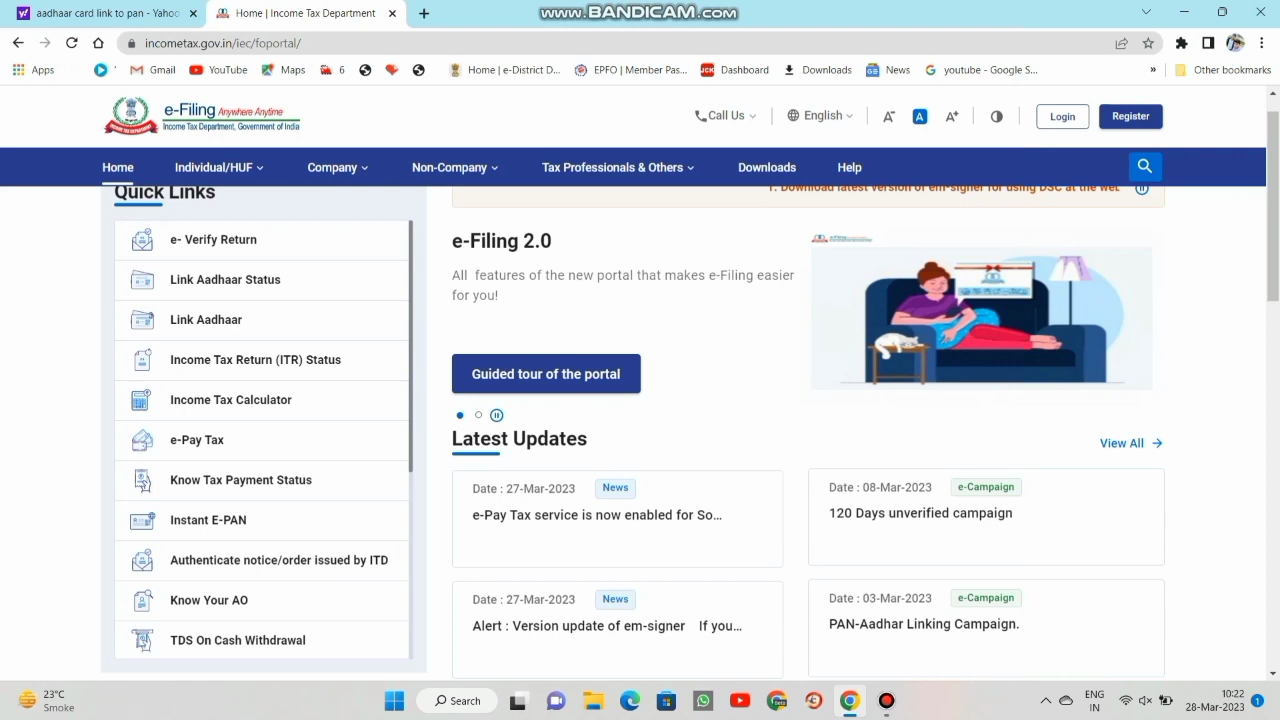 www.BANDICAM.com
aadhar pan - Yahoo
incometax.gov.in/iec/foportal/
Apps
Gmail
YouTube
Maps
6
Home | e-District D...
EPFO | Member Pas...
Dashboard
Downloads
News
youtube - Google S...
»
Other bookmarks
e-Filing Anywhere Anytime
Income Tax Department, Government of India
Call Us
English
A
A
A+
Login
Register
Home
Individual/HUF
Company
Non-Company
Tax Professionals & Others
Downloads
Help
Quick Links
1. Download latest version of em-signer for using DSC at the wel
e- Verify Return
Link Aadhaar Status
Link Aadhaar
Income Tax Return (ITR) Status
Income Tax Calculator
e-Pay Tax
Know Tax Payment Status
Instant E-PAN
Authenticate notice/order issued by ITD
Know Your AO
TDS On Cash Withdrawal
e-Filing 2.0
All features of the new portal that makes e-Filing easier
for you!
Guided tour of the portal
Latest Updates
View All
Date : 27-Mar-2023 News
e-Pay Tax service is now enabled for So...
Date : 08-Mar-2023 e-Campaign
120 Days unverified campaign
Date : 27-Mar-2023 News
Alert : Version update of em-signer If you...
Date : 03-Mar-2023 e-Campaign
PAN-Aadhar Linking Campaign.
23°C
Smoke
Search
ENG
IN
10:22
28-03-2023
1